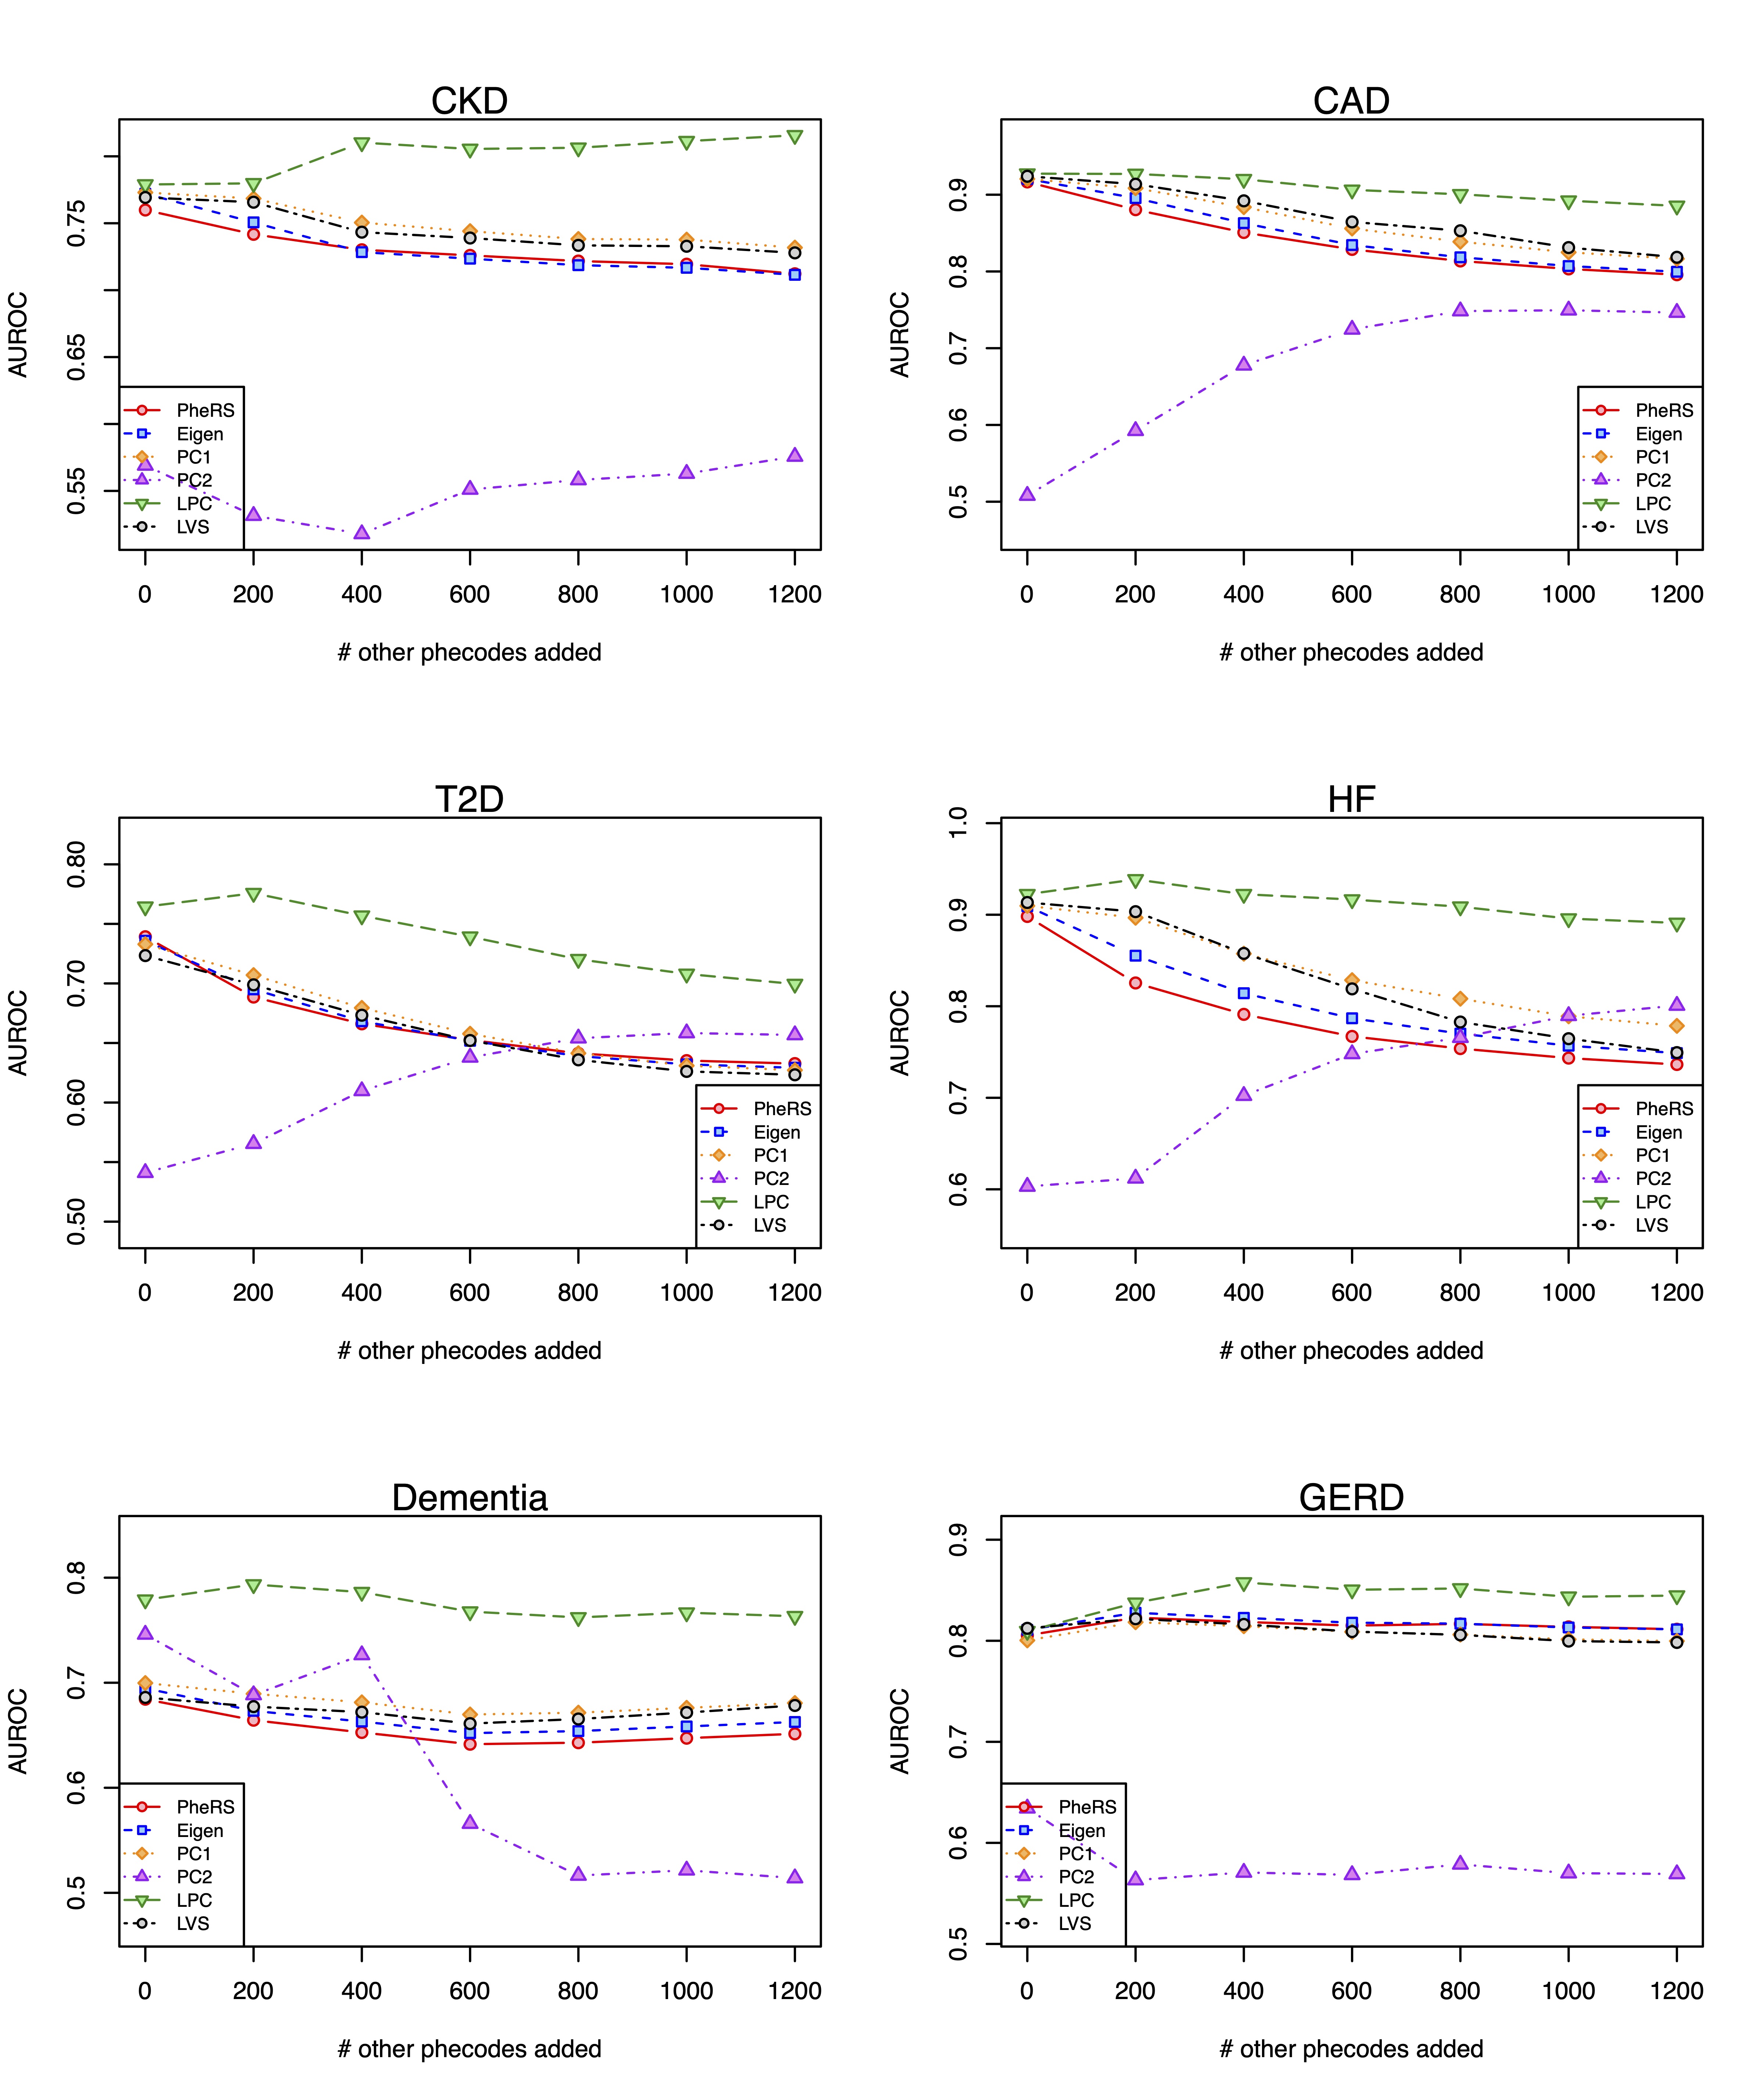 CKD
AUROC
0.75
0.65
0.55
PheRS
Eigen
PC1
PC2
LPC
LVS
0 200 400 600 800 1000 1200
# other phecodes added
CAD
AUROC
0.9
0.8
0.7
0.6
0.5
PheRS
Eigen
PC1
PC2
LPC
LVS
0 200 400 600 800 1000 1200
# other phecodes added
T2D
AUROC
0.80
0.70
0.60
0.50
PheRS
Eigen
PC1
PC2
LPC
LVS
0 200 400 600 800 1000 1200
# other phecodes added
HF
AUROC
1.0
0.9
0.8
0.7
0.6
PheRS
Eigen
PC1
PC2
LPC
LVS
0 200 400 600 800 1000 1200
# other phecodes added
Dementia
AUROC
0.8
0.7
0.6
0.5
PheRS
Eigen
PC1
PC2
LPC
LVS
0 200 400 600 800 1000 1200
# other phecodes added
GERD
AUROC
0.9
0.8
0.7
0.6
0.5
PheRS
Eigen
PC1
PC2
LPC
LVS
0 200 400 600 800 1000 1200
# other phecodes added